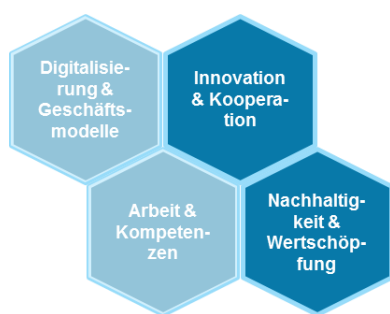 Digitalisie-
rung &
Geschäfts-
modelle
Innovation
& Koopera-
tion
Arbeit &
Kompeten-
zen
Nachhaltig-
keit &
Wertschöp-
fung